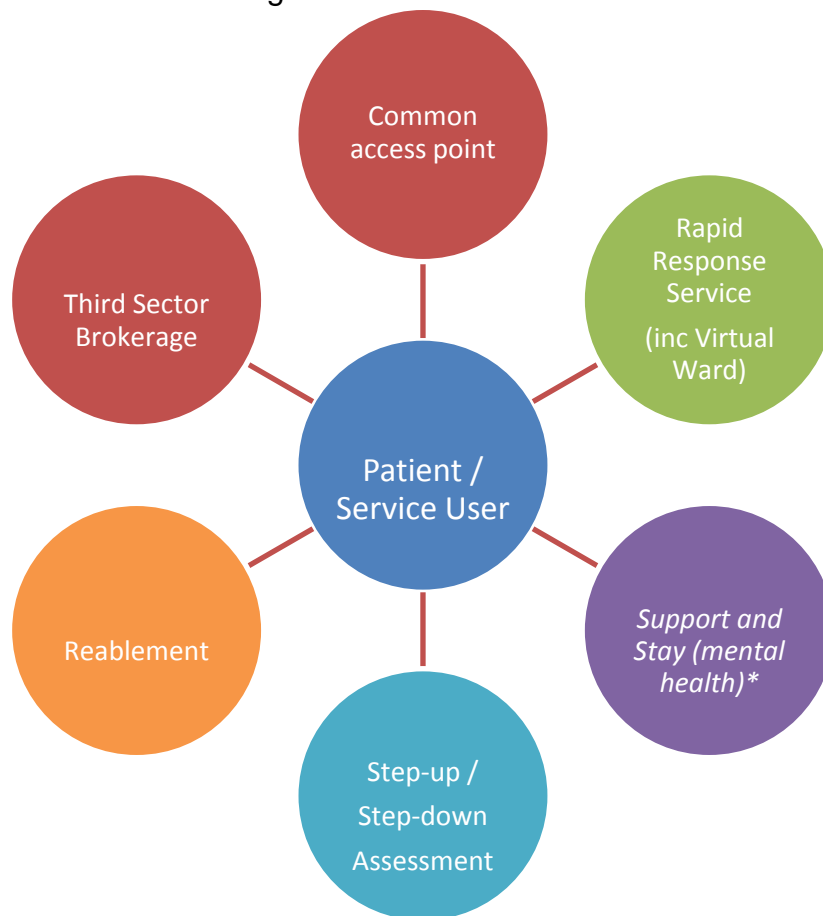 Common
access point
Rapid
Response
Service
(inc Virtual
Ward)
Third Sector
Brokerage
Patient /
Service User
Support and
Stay (mental
health)*
Reablement
Step-up /
Step-down
Assessment